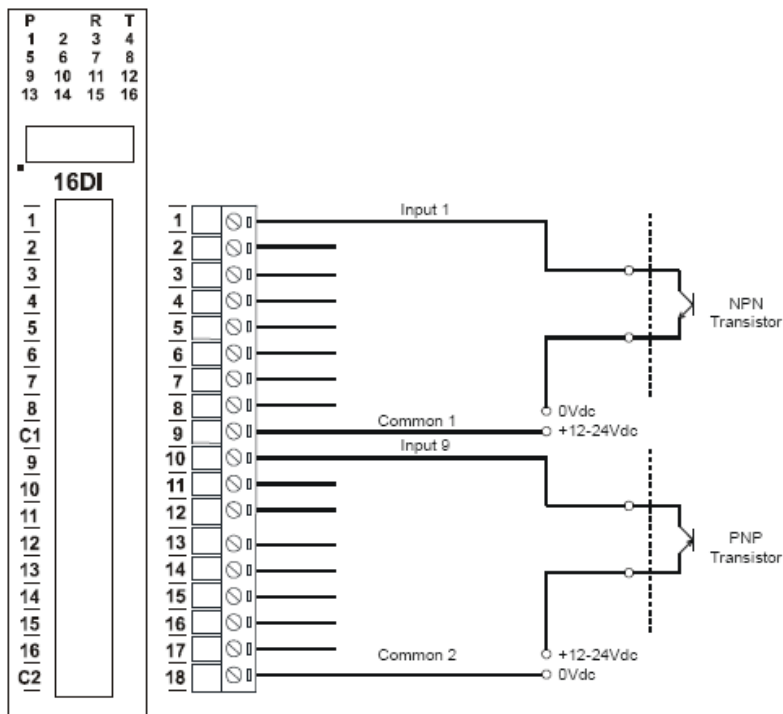 P R T
1 2 3 4
5 6 7 8
9 10 11 12
13 14 15 16
16DI
1
2
3
4
5
6
7
8
C1
9
10
11
12
13
14
15
16
C2
1
2
3
4
5
6
7
8
9
10
11
12
13
14
15
16
17
18
Input 1
NPN
Transistor
0Vdc
Common 1
+12-24Vdc
Input 9
PNP
Transistor
+12-24Vdc
Common 2
0Vdc